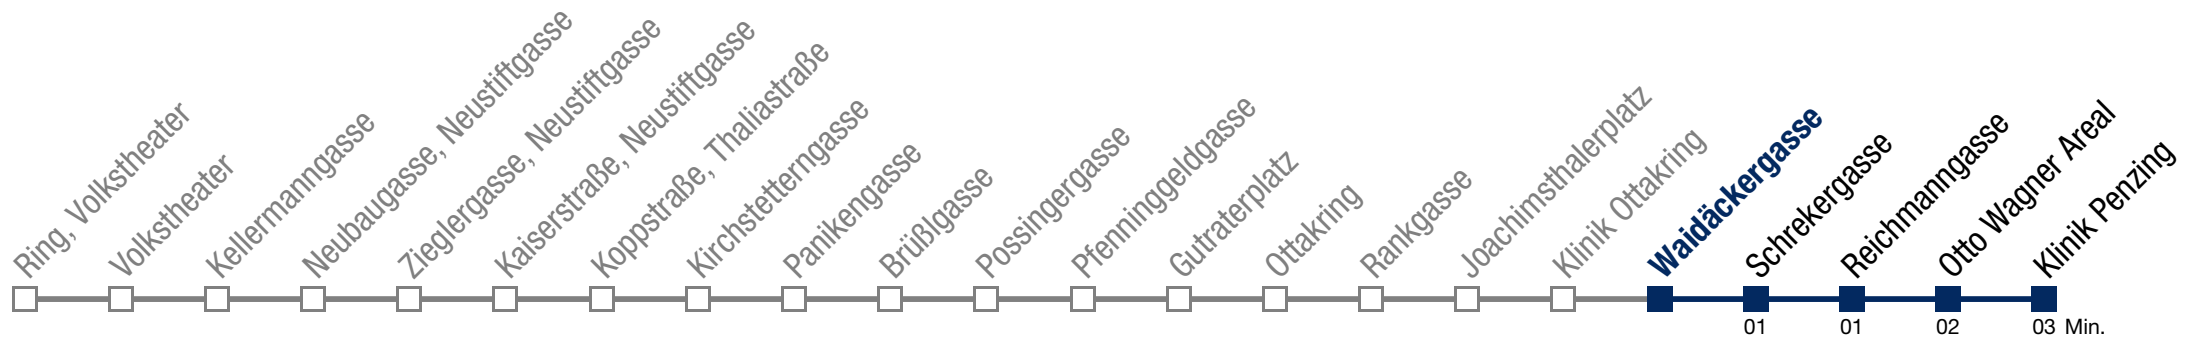 Ring, Volkstheater
Volkstheater
Kellermanngasse
Neubaugasse, Neustiftgasse
Zieglergasse, Neustiftgasse
Kaiserstraße, Neustiftgasse
Koppstraße, Thaliastraße
Kirchstetterngasse
Panikengasse
Brüßlgasse
Possingergasse
Pfenninggeldgasse
Gutraterplatz
Ottakring
Rankgasse
Joachimsthalerplatz
Klinik Ottakring
Waidäckergasse
Schrekergasse
Reichmanngasse
Otto Wagner Areal
Klinik Penzing
01 01 02 03 Min.